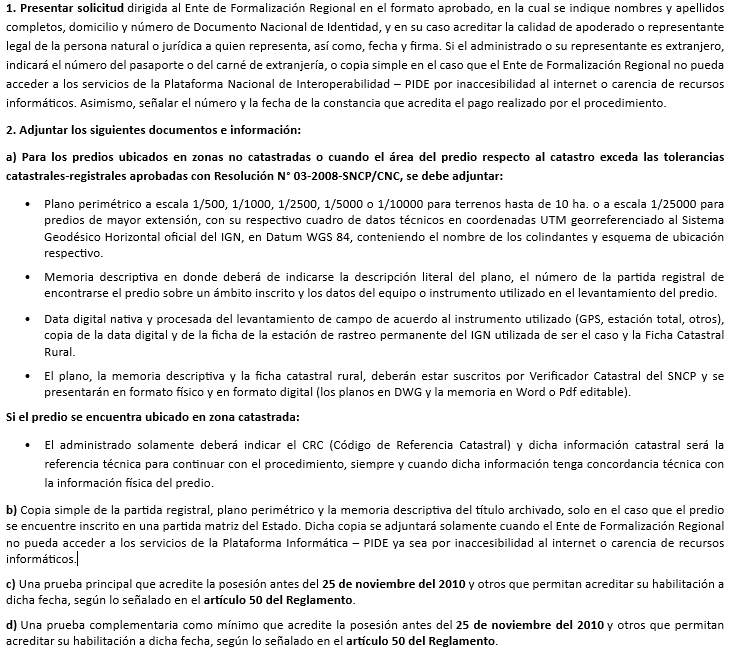 1. Presentar solicitud dirigida al Ente de Formalización Regional en el formato aprobado, en la cual se indique nombres y apellidos
completos, domicilio y número de Documento Nacional de Identidad, y en su caso acreditar la calidad de apoderado o representante
legal de la persona natural o jurídica a quien representa, así como, fecha y firma. Si el administrado o su representante es extranjero,
indicará el número del pasaporte o del carné de extranjería, o copia simple en el caso que el Ente de Formalización Regional no pueda
acceder a los servicios de la Plataforma Nacional de Interoperabilidad – PIDE por inaccesibilidad al internet o carencia de recursos
informáticos. Asimismo, señalar el número y la fecha de la constancia que acredita el pago realizado por el procedimiento.
2. Adjuntar los siguientes documentos e información:
a) Para los predios ubicados en zonas no catastradas o cuando el área del predio respecto al catastro exceda las tolerancias
catastrales-registrales aprobadas con Resolución N° 03-2008-SNCP/CNC, se debe adjuntar:
• Plano perimétrico a escala 1/500, 1/1000, 1/2500, 1/5000 o 1/10000 para terrenos hasta de 10 ha. o a escala 1/25000 para
predios de mayor extensión, con su respectivo cuadro de datos técnicos en coordenadas UTM georreferenciado al Sistema
Geodésico Horizontal oficial del IGN, en Datum WGS 84, conteniendo el nombre de los colindantes y esquema de ubicación
respectivo.
• Memoria descriptiva en donde deberá de indicarse la descripción literal del plano, el número de la partida registral de
encontrarse el predio sobre un ámbito inscrito y los datos del equipo o instrumento utilizado en el levantamiento del predio.
• Data digital nativa y procesada del levantamiento de campo de acuerdo al instrumento utilizado (GPS, estación total, otros),
copia de la data digital y de la ficha de la estación de rastreo permanente del IGN utilizada de ser el caso y la Ficha Catastral
Rural.
• El plano, la memoria descriptiva y la ficha catastral rural, deberán estar suscritos por Verificador Catastral del SNCP y se
presentarán en formato físico y en formato digital (los planos en DWG y la memoria en Word o Pdf editable).
Si el predio se encuentra ubicado en zona catastrada:
• El administrado solamente deberá indicar el CRC (Código de Referencia Catastral) y dicha información catastral será la
referencia técnica para continuar con el procedimiento, siempre y cuando dicha información tenga concordancia técnica con
la información física del predio.
b) Copia simple de la partida registral, plano perimétrico y la memoria descriptiva del título archivado, solo en el caso que el predio
se encuentre inscrito en una partida matriz del Estado. Dicha copia se adjuntará solamente cuando el Ente de Formalización Regional
no pueda acceder a los servicios de la Plataforma Informática – PIDE ya sea por inaccesibilidad al internet o carencia de recursos
informáticos.
c) Una prueba principal que acredite la posesión antes del 25 de noviembre del 2010 y otros que permitan acreditar su habilitación a
dicha fecha, según lo señalado en el artículo 50 del Reglamento.
d) Una prueba complementaria como mínimo que acredite la posesión antes del 25 de noviembre del 2010 y otros que permitan
acreditar su habilitación a dicha fecha, según lo señalado en el artículo 50 del Reglamento.